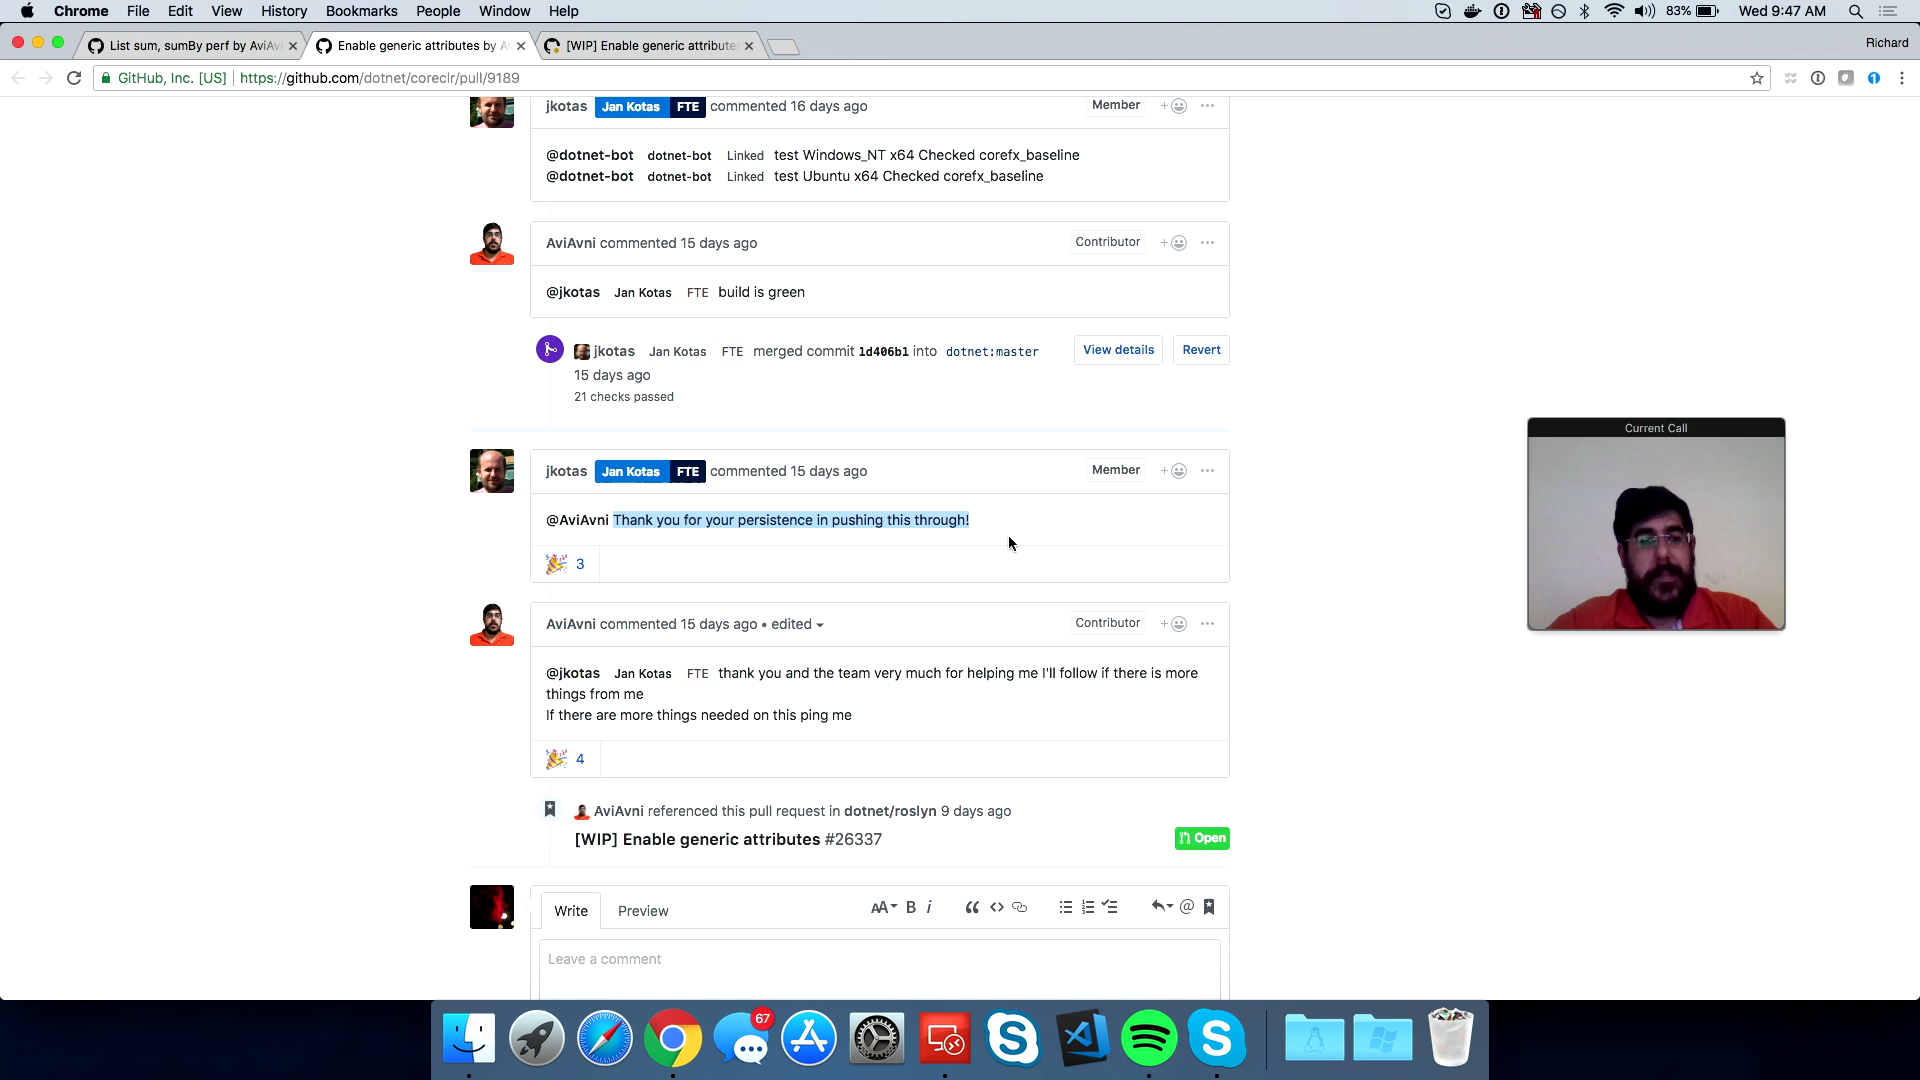 Chrome File Edit View History Bookmarks People Window Help 83% Wed 9:47 AM
List sum, sumBy perf by AviAv Enable generic attributes by A [WIP] Enable generic attribute Richard
GitHub, Inc. [US] https://github.com/dotnet/coreclr/pull/9189
jkotas Jan Kotas FTE commented 16 days ago Member
@dotnet-bot dotnet-bot Linked test Windows_NT x64 Checked corefx_baseline
@dotnet-bot dotnet-bot Linked test Ubuntu x64 Checked corefx_baseline
AviAvni commented 15 days ago Contributor
@jkotas Jan Kotas FTE build is green
jkotas Jan Kotas FTE merged commit 1d406b1 into dotnet:master View details Revert
15 days ago
21 checks passed
Current Call
jkotas Jan Kotas FTE commented 15 days ago Member
@AviAvni Thank you for your persistence in pushing this through!
3
AviAvni commented 15 days ago • edited Contributor
@jkotas Jan Kotas FTE thank you and the team very much for helping me I'll follow if there is more
things from me
If there are more things needed on this ping me
4
AviAvni referenced this pull request in dotnet/roslyn 9 days ago
[WIP] Enable generic attributes #26337 Open
Write Preview AA B i
Leave a comment
67